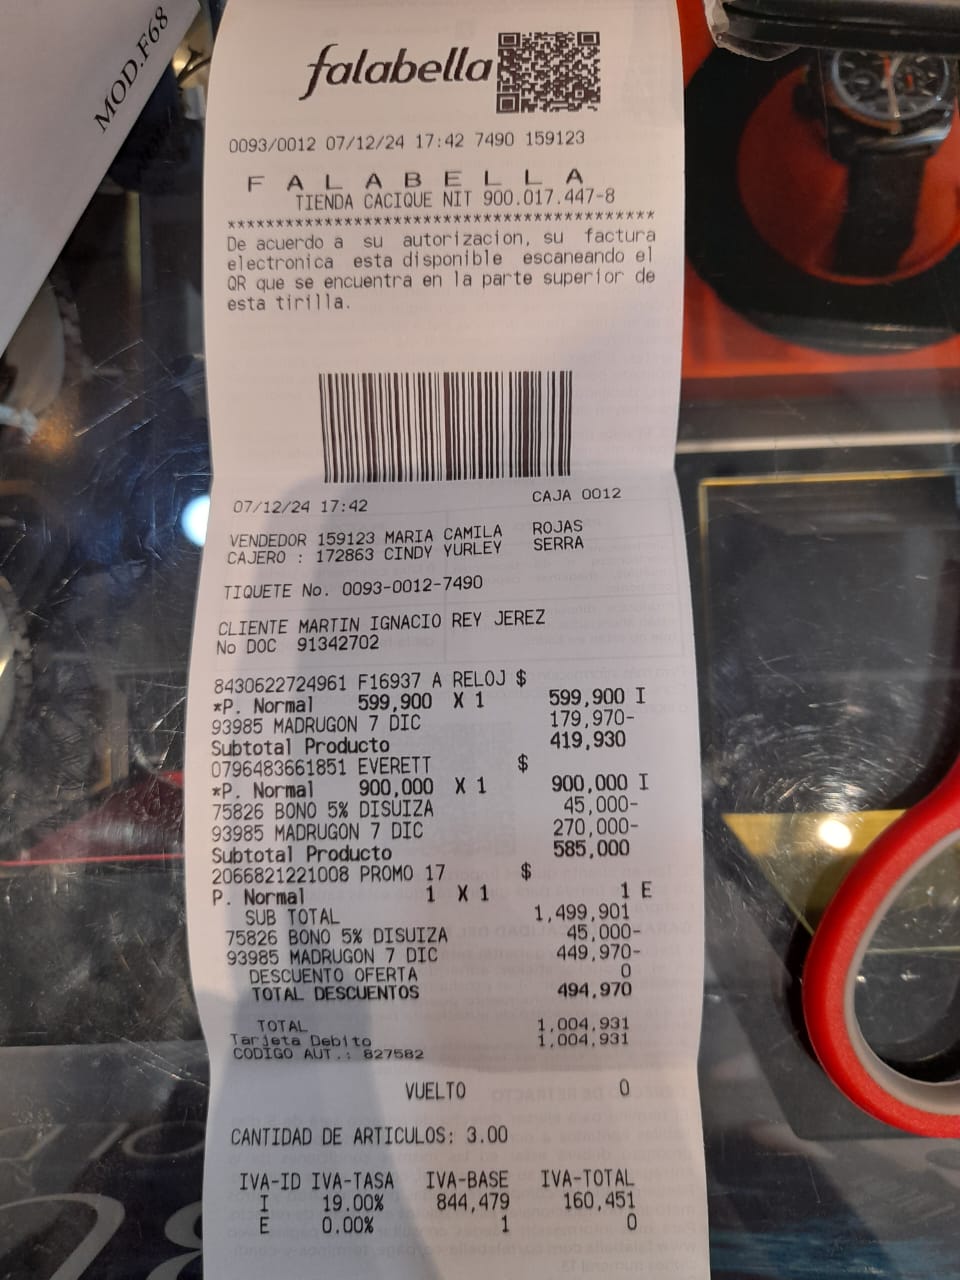 MOD.F68
falabella
0093/0012 07/12/24 17:42 7490 159123
F A L A B E L L A
TIENDA CACIQUE NIT 900.017.447-8
******************************************
De acuerdo a su autorizacion, su factura
electronica esta disponible escaneando el
QR que se encuentra en la parte superior de
esta tirilla.
07/12/24 17:42 CAJA 0012
VENDEDOR 159123 MARIA CAMILA ROJAS
CAJERO : 172863 CINDY YURLEY SERRA
TIQUETE No. 0093-0012-7490
CLIENTE MARTIN IGNACIO REY JEREZ
No DOC 91342702
8430622724961 F16937 A RELOJ $
*P. Normal 599,900 X 1 599,900 I
93985 MADRUGON 7 DIC 179,970-
Subtotal Producto 419,930
0796483661851 EVERETT $
*P. Normal 900,000 X 1 900,000 I
75826 BONO 5% DISUIZA 45,000-
93985 MADRUGON 7 DIC 270,000-
Subtotal Producto 585,000
2066821221008 PROMO 17 $
P. Normal 1 X 1 1 E
SUB TOTAL 1,499,901
75826 BONO 5% DISUIZA 45,000-
93985 MADRUGON 7 DIC 449,970-
DESCUENTO OFERTA 0
TOTAL DESCUENTOS 494,970
TOTAL 1,004,931
Tarjeta Debito 1,004,931
CODIGO AUT.: 827582
VUELTO 0
CANTIDAD DE ARTICULOS: 3.00
IVA-ID IVA-TASA IVA-BASE IVA-TOTAL
I 19.00% 844,479 160,451
E 0.00% 1 0